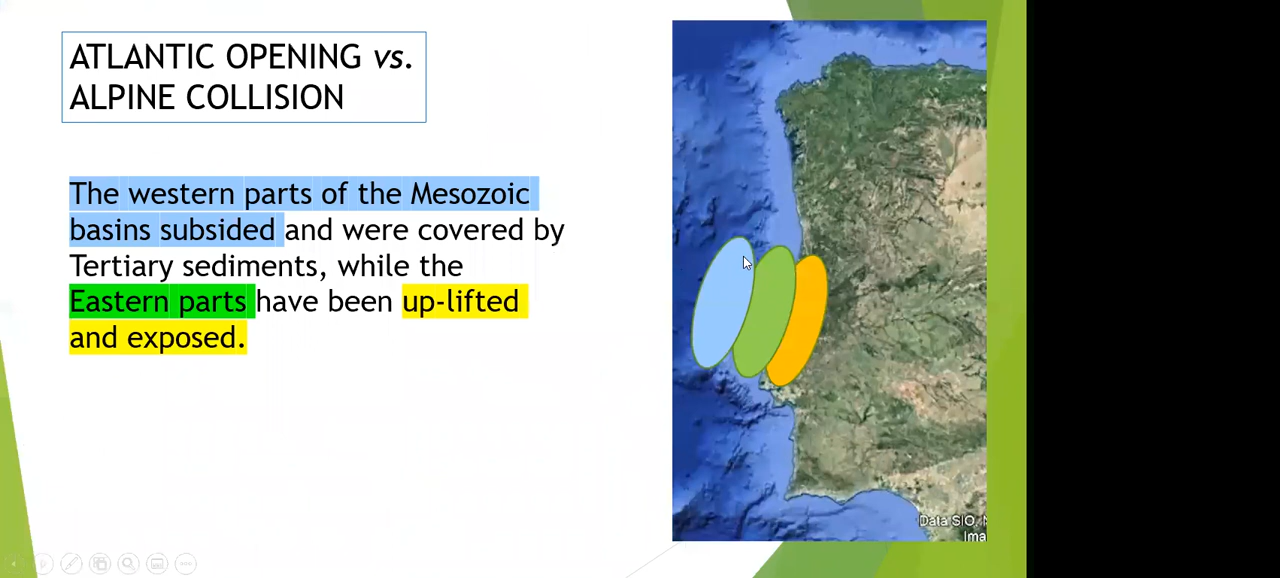 ATLANTIC OPENING vs.
ALPINE COLLISION
The western parts of the Mesozoic
basins subsided and were covered by
Tertiary sediments, while the
Eastern parts have been up-lifted
and exposed.
Data SIO, N
Ima